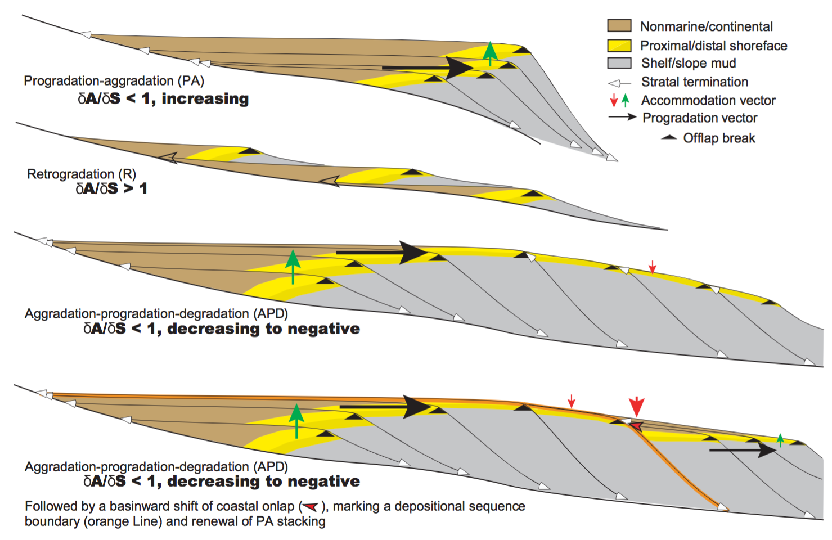 Nonmarine/continental
Proximal/distal shoreface
Shelf/slope mud
Stratal termination
Accommodation vector
Progradation vector
Offlap break
Progradation-aggradation (PA)
δA/δS < 1, increasing
Retrogradation (R)
δA/δS > 1
Aggradation-progradation-degradation (APD)
δA/δS < 1, decreasing to negative
Aggradation-progradation-degradation (APD)
δA/δS < 1, decreasing to negative
Followed by a basinward shift of coastal onlap ( ), marking a depositional sequence
boundary (orange Line) and renewal of PA stacking